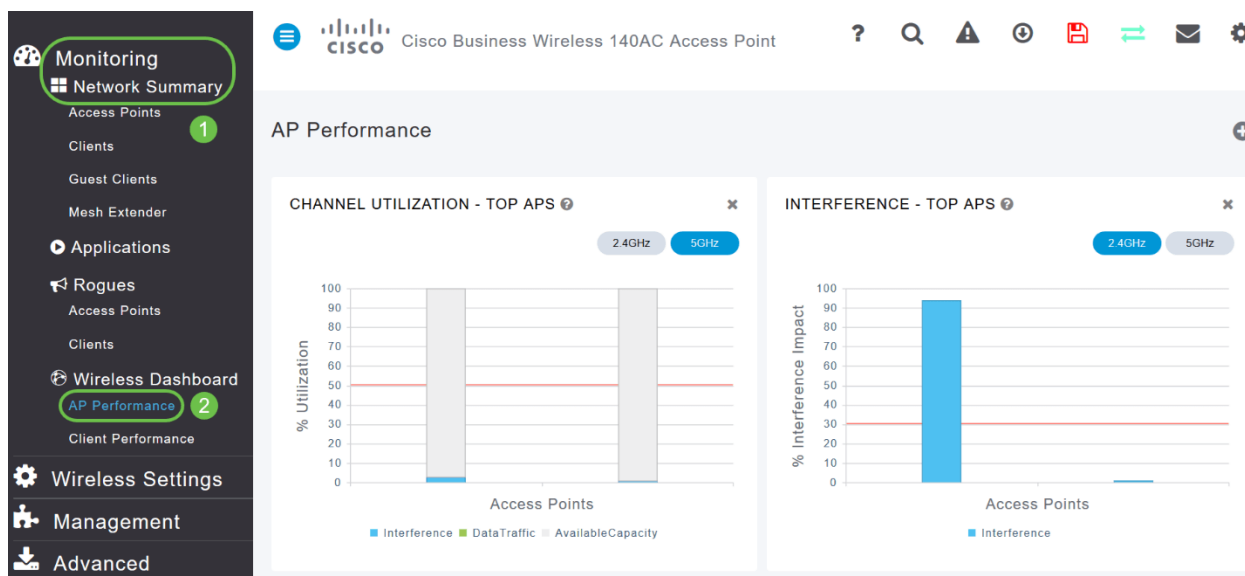 Monitoring
Network Summary
Access Points
1
Clients
Guest Clients
Mesh Extender
Applications
Rogues
Access Points
Clients
Wireless Dashboard
AP Performance 2
Client Performance
Wireless Settings
Management
Advanced
CISCO Cisco Business Wireless 140AC Access Point ?
AP Performance
CHANNEL UTILIZATION - TOP APS ?
2.4GHz 5GHz
% Utilization
100
90
80
70
60
50
40
30
20
10
0
Access Points
Interference DataTraffic AvailableCapacity
INTERFERENCE - TOP APS ?
2.4GHz 5GHz
% Interference Impact
100
90
80
70
60
50
40
30
20
10
0
Access Points
Interference